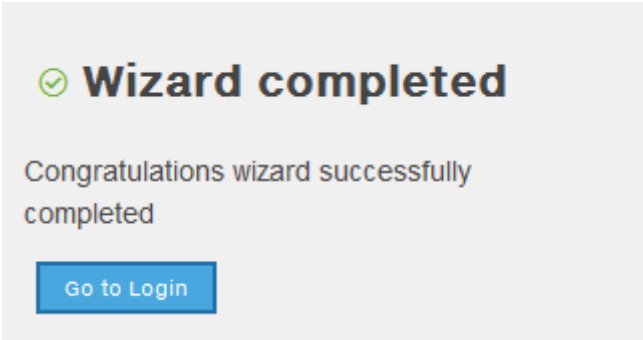 Wizard completed
Congratulations wizard successfully
completed
Go to Login